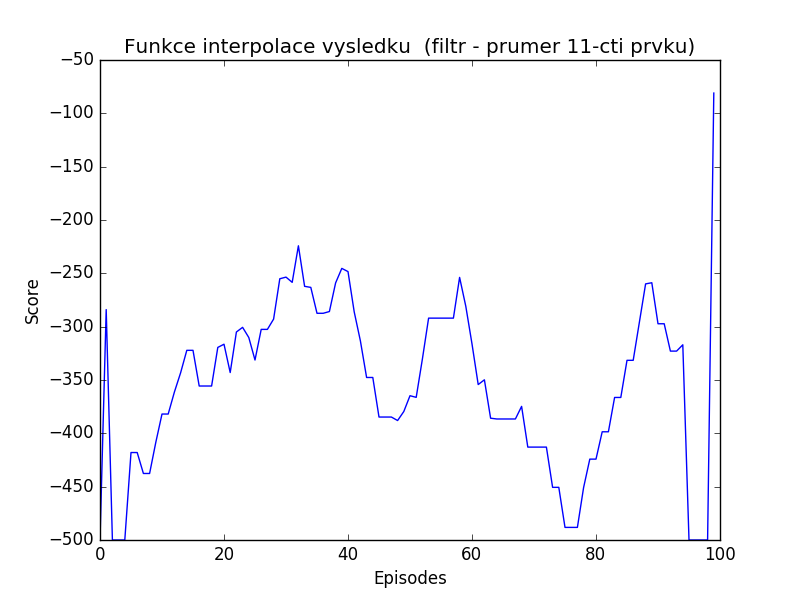 Funkce interpolace vysledku  (filtr - prumer 11-cti prvku)
−50
−100
−150
−200
−250
−300
−350
−400
−450
−500
Score
0 20 40 60 80 100
Episodes